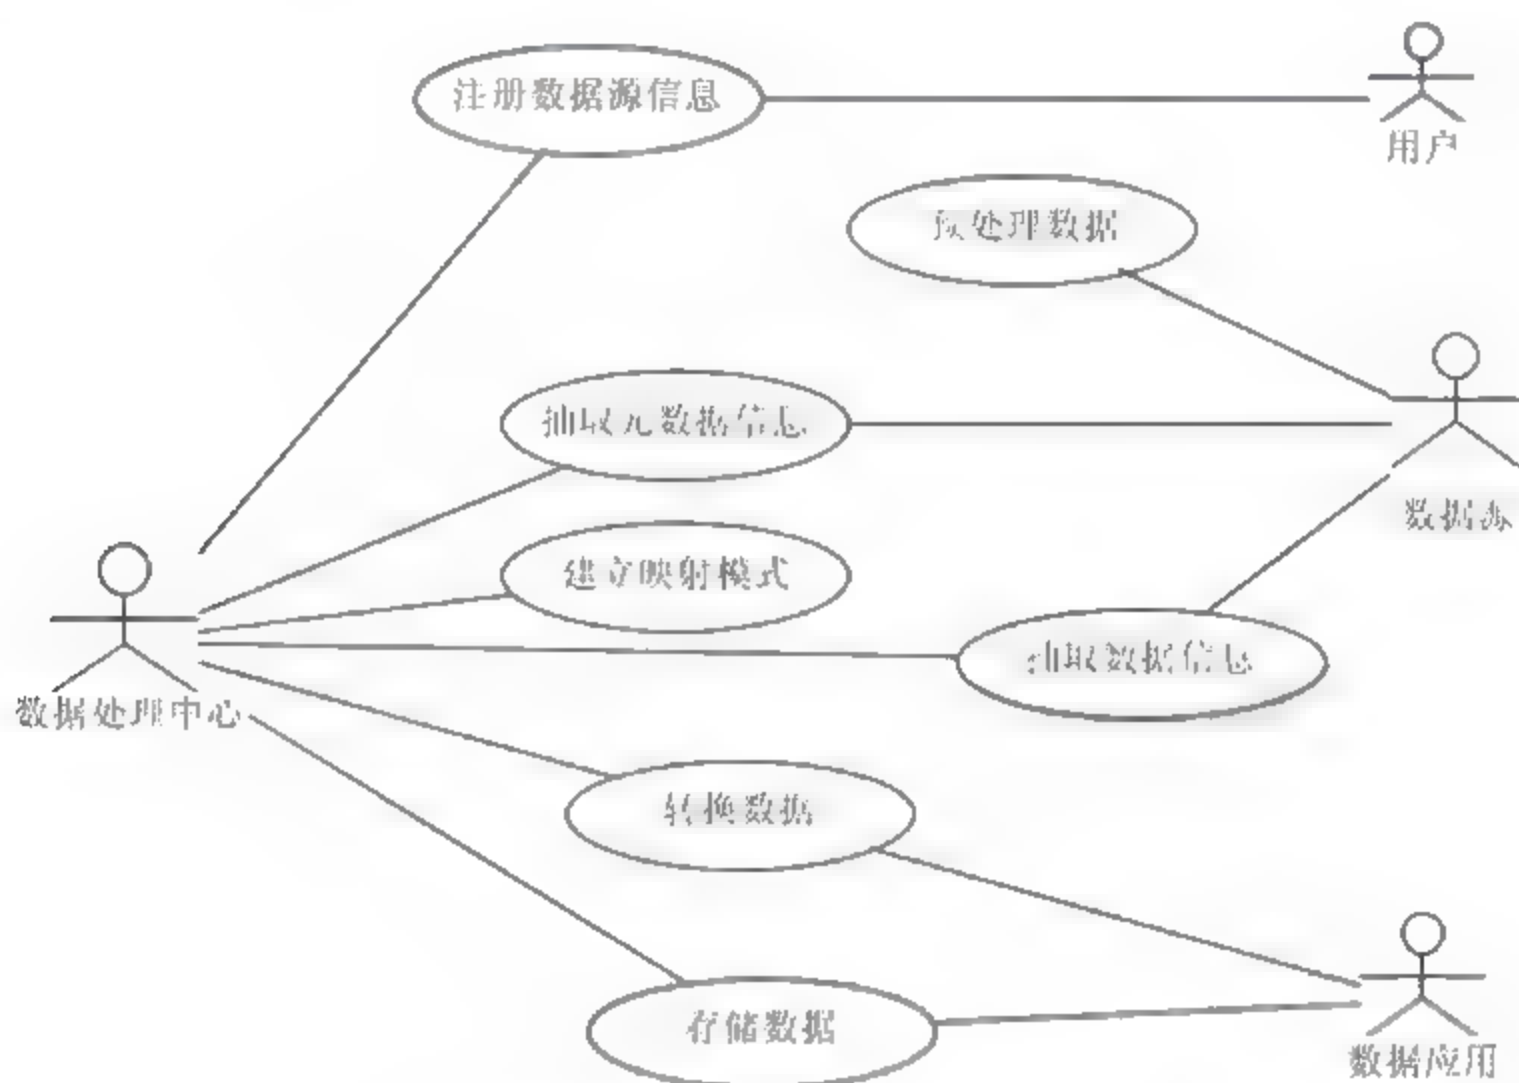 注册数据源信息
用户
预处理数据
抽取元数据信息
数据源
建立映射模式
抽取数据信息
数据处理中心
转换数据
存储数据
数据应用